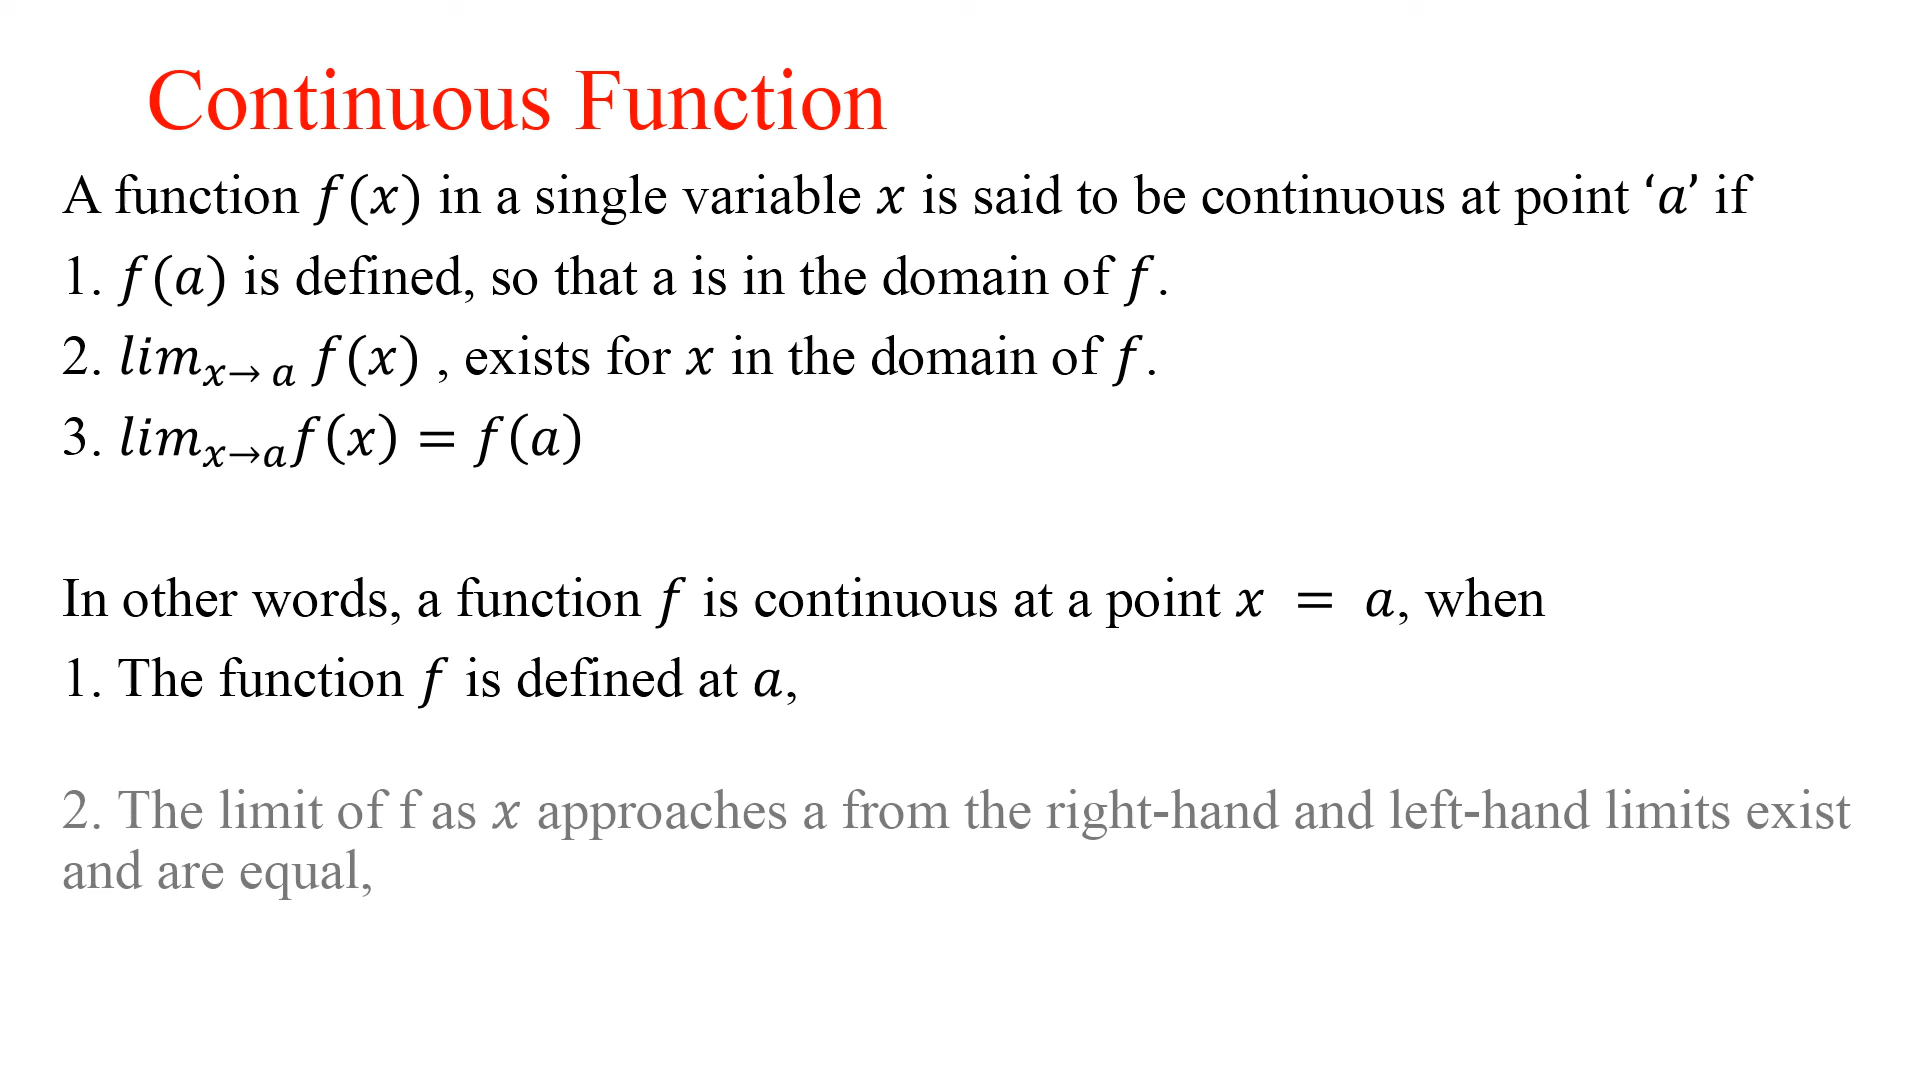 Continuous Function
A function 𝑓(𝑥) in a single variable 𝑥 is said to be continuous at point ‘𝑎’ if
1. 𝑓(𝑎) is defined, so that a is in the domain of 𝑓.
2. 𝑙𝑖𝑚ₓ→ ₐ 𝑓(𝑥) , exists for 𝑥 in the domain of 𝑓.
3. 𝑙𝑖𝑚ₓ→ₐ𝑓(𝑥) = 𝑓(𝑎)
In other words, a function 𝑓 is continuous at a point 𝑥 = 𝑎, when
1. The function 𝑓 is defined at 𝑎,
2. The limit of f as 𝑥 approaches a from the right-hand and left-hand limits exist
and are equal,